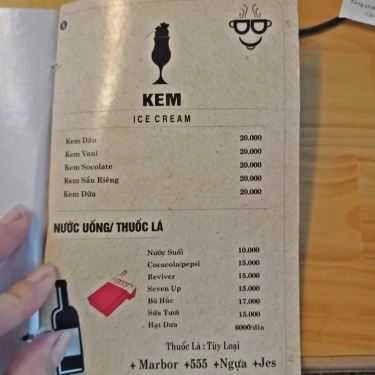 KEM
ICE CREAM
Kem Dâu 20.000
Kem Vani 20.000
Kem Socolate 20.000
Kem Sầu Riêng 20.000
Kem Dừa 20.000
NƯỚC UỐNG/ THUỐC LÁ
Nước Suối 10.000
Cocacola/pepsi 15.000
Reviver 15.000
Seven Up 15.000
Bò Húc 17.000
Sữa Tươi 15.000
Hạt Dưa 6000/dĩa
Thuốc Lá : Tùy Loại
+Marbor +555 +Ngựa +Jes